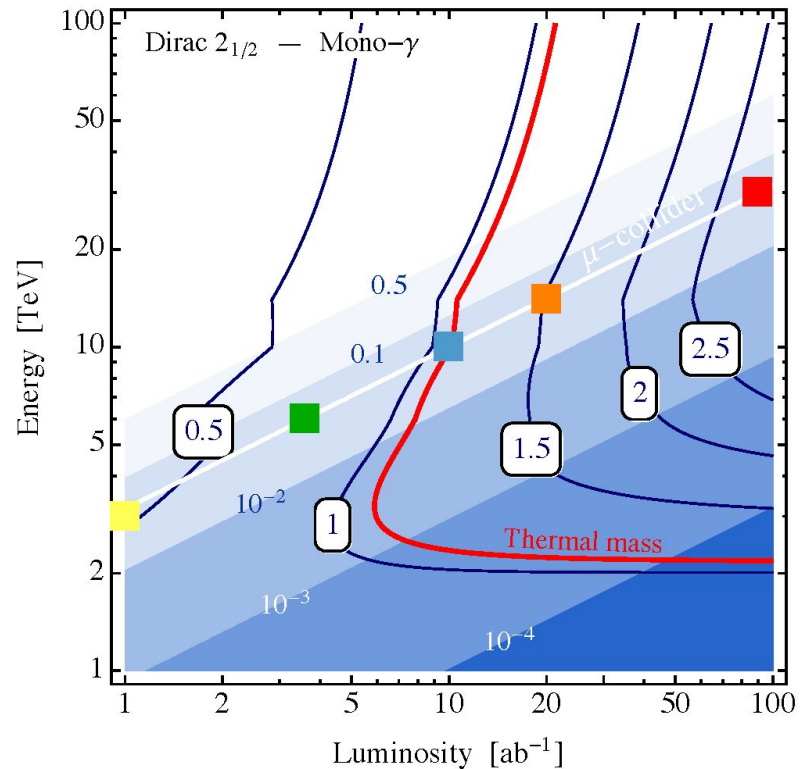 Dirac 2₁/₂ — Mono−γ
100
50
20
10
5
2
1
Energy [TeV]
μ−collider
0.5
0.1
10⁻²
10⁻³
10⁻⁴
0.5
1
1.5
2
2.5
Thermal mass
1 2 5 10 20 50 100
Luminosity [ab⁻¹]